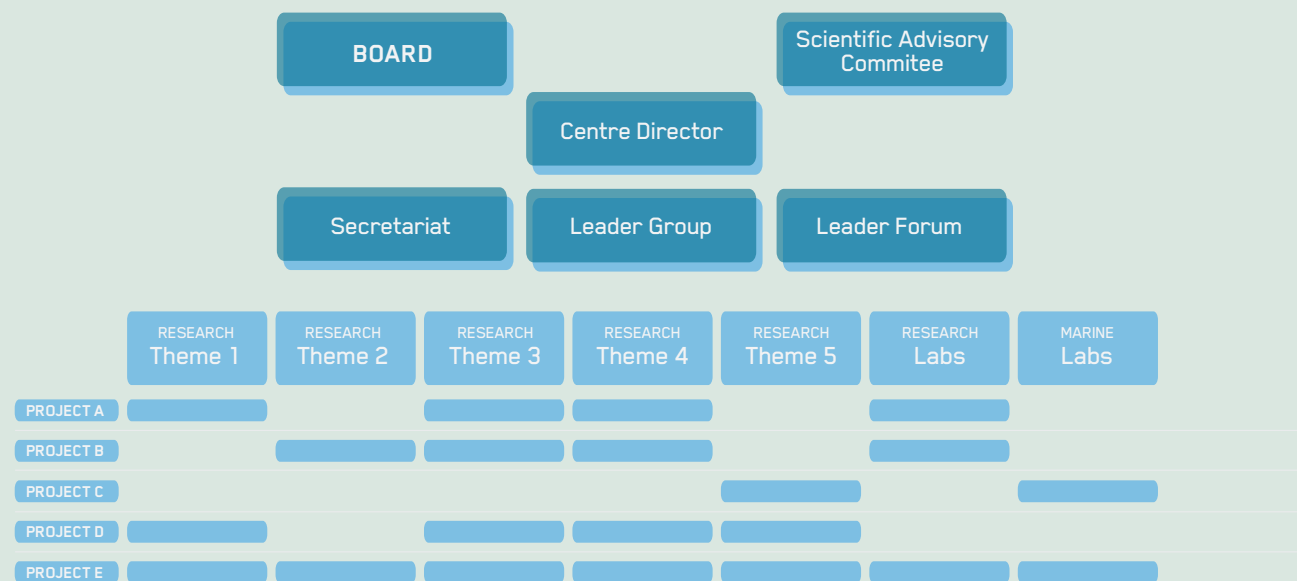 BOARD
Scientific Advisory
Commitee
Centre Director
Secretariat
Leader Group
Leader Forum
RESEARCH
Theme 1
RESEARCH
Theme 2
RESEARCH
Theme 3
RESEARCH
Theme 4
RESEARCH
Theme 5
RESEARCH
Labs
MARINE
Labs
PROJECT A
PROJECT B
PROJECT C
PROJECT D
PROJECT E